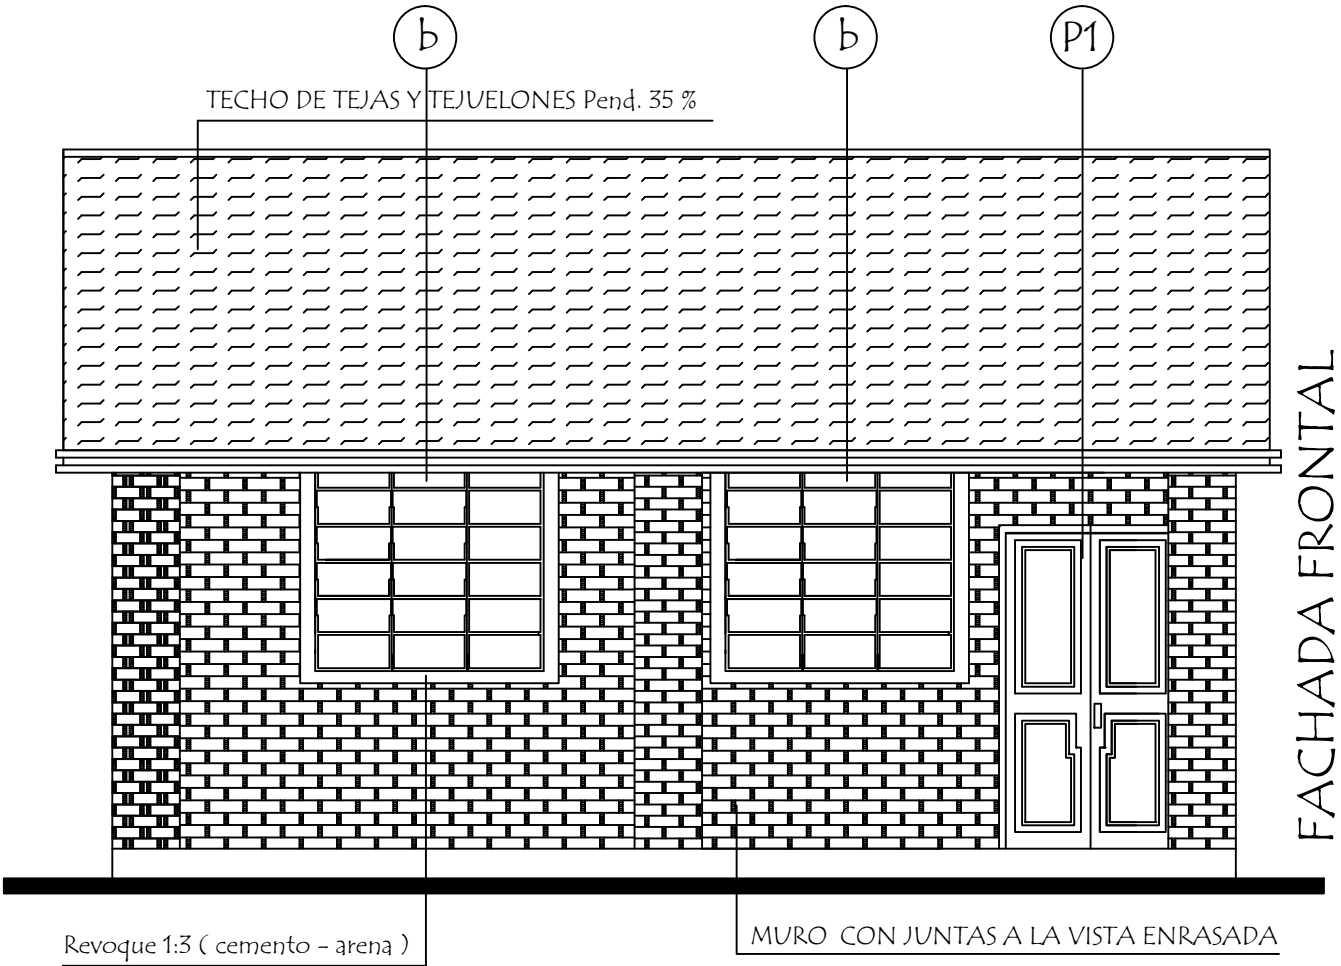 b
b
P1
TECHO DE TEJAS Y TEJUELONES Pend. 35 %
FACHADA FRONTAL
Revoque 1:3 ( cemento - arena )
MURO CON JUNTAS A LA VISTA ENRASADA